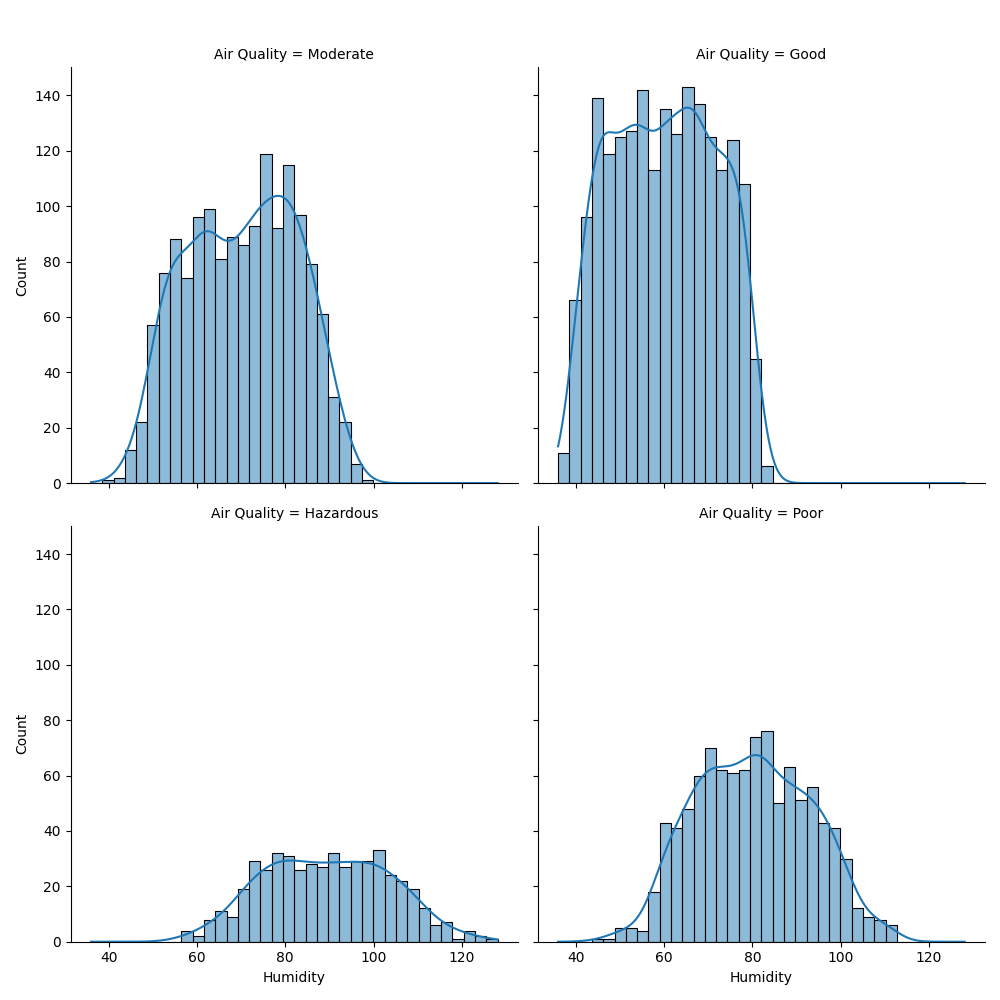 Air Quality = Moderate
Air Quality = Good
140
120
100
80
60
40
20
0
Count
Air Quality = Hazardous
Air Quality = Poor
140
120
100
80
60
40
20
0
Count
40 60 80 100 120
40 60 80 100 120
Humidity
Humidity